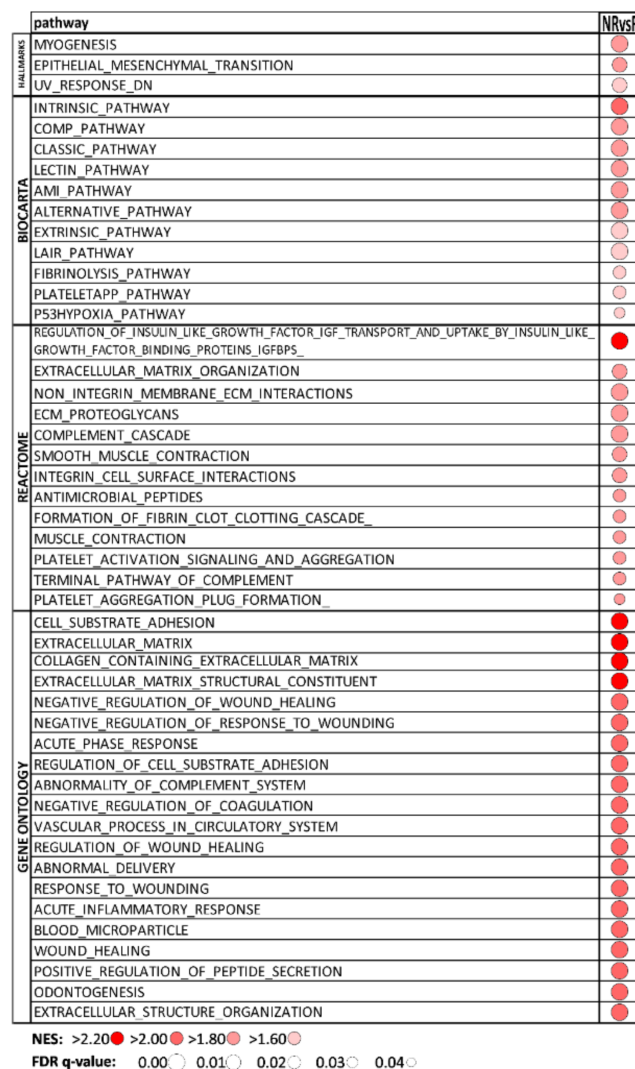 pathway NRvsR
HALLMARKS
MYOGENESIS
EPITHELIAL_MESENCHYMAL_TRANSITION
UV_RESPONSE_DN
BIOCARTA
INTRINSIC_PATHWAY
COMP_PATHWAY
CLASSIC_PATHWAY
LECTIN_PATHWAY
AMI_PATHWAY
ALTERNATIVE_PATHWAY
EXTRINSIC_PATHWAY
LAIR_PATHWAY
FIBRINOLYSIS_PATHWAY
PLATELETAPP_PATHWAY
P53HYPOXIA_PATHWAY
REACTOME
REGULATION_OF_INSULIN_LIKE_GROWTH_FACTOR_IGF_TRANSPORT_AND_UPTAKE_BY_INSULIN_LIKE_
GROWTH_FACTOR_BINDING_PROTEINS_IGFBPS_
EXTRACELLULAR_MATRIX_ORGANIZATION
NON_INTEGRIN_MEMBRANE_ECM_INTERACTIONS
ECM_PROTEOGLYCANS
COMPLEMENT_CASCADE
SMOOTH_MUSCLE_CONTRACTION
INTEGRIN_CELL_SURFACE_INTERACTIONS
ANTIMICROBIAL_PEPTIDES
FORMATION_OF_FIBRIN_CLOT_CLOTTING_CASCADE_
MUSCLE_CONTRACTION
PLATELET_ACTIVATION_SIGNALING_AND_AGGREGATION
TERMINAL_PATHWAY_OF_COMPLEMENT
PLATELET_AGGREGATION_PLUG_FORMATION_
GENE ONTOLOGY
CELL_SUBSTRATE_ADHESION
EXTRACELLULAR_MATRIX
COLLAGEN_CONTAINING_EXTRACELLULAR_MATRIX
EXTRACELLULAR_MATRIX_STRUCTURAL_CONSTITUENT
NEGATIVE_REGULATION_OF_WOUND_HEALING
NEGATIVE_REGULATION_OF_RESPONSE_TO_WOUNDING
ACUTE_PHASE_RESPONSE
REGULATION_OF_CELL_SUBSTRATE_ADHESION
ABNORMALITY_OF_COMPLEMENT_SYSTEM
NEGATIVE_REGULATION_OF_COAGULATION
VASCULAR_PROCESS_IN_CIRCULATORY_SYSTEM
REGULATION_OF_WOUND_HEALING
ABNORMAL_DELIVERY
RESPONSE_TO_WOUNDING
ACUTE_INFLAMMATORY_RESPONSE
BLOOD_MICROPARTICLE
WOUND_HEALING
POSITIVE_REGULATION_OF_PEPTIDE_SECRETION
ODONTOGENESIS
EXTRACELLULAR_STRUCTURE_ORGANIZATION
NES: >2.20 >2.00 >1.80 >1.60
FDR q-value: 0.00 0.01 0.02 0.03 0.04